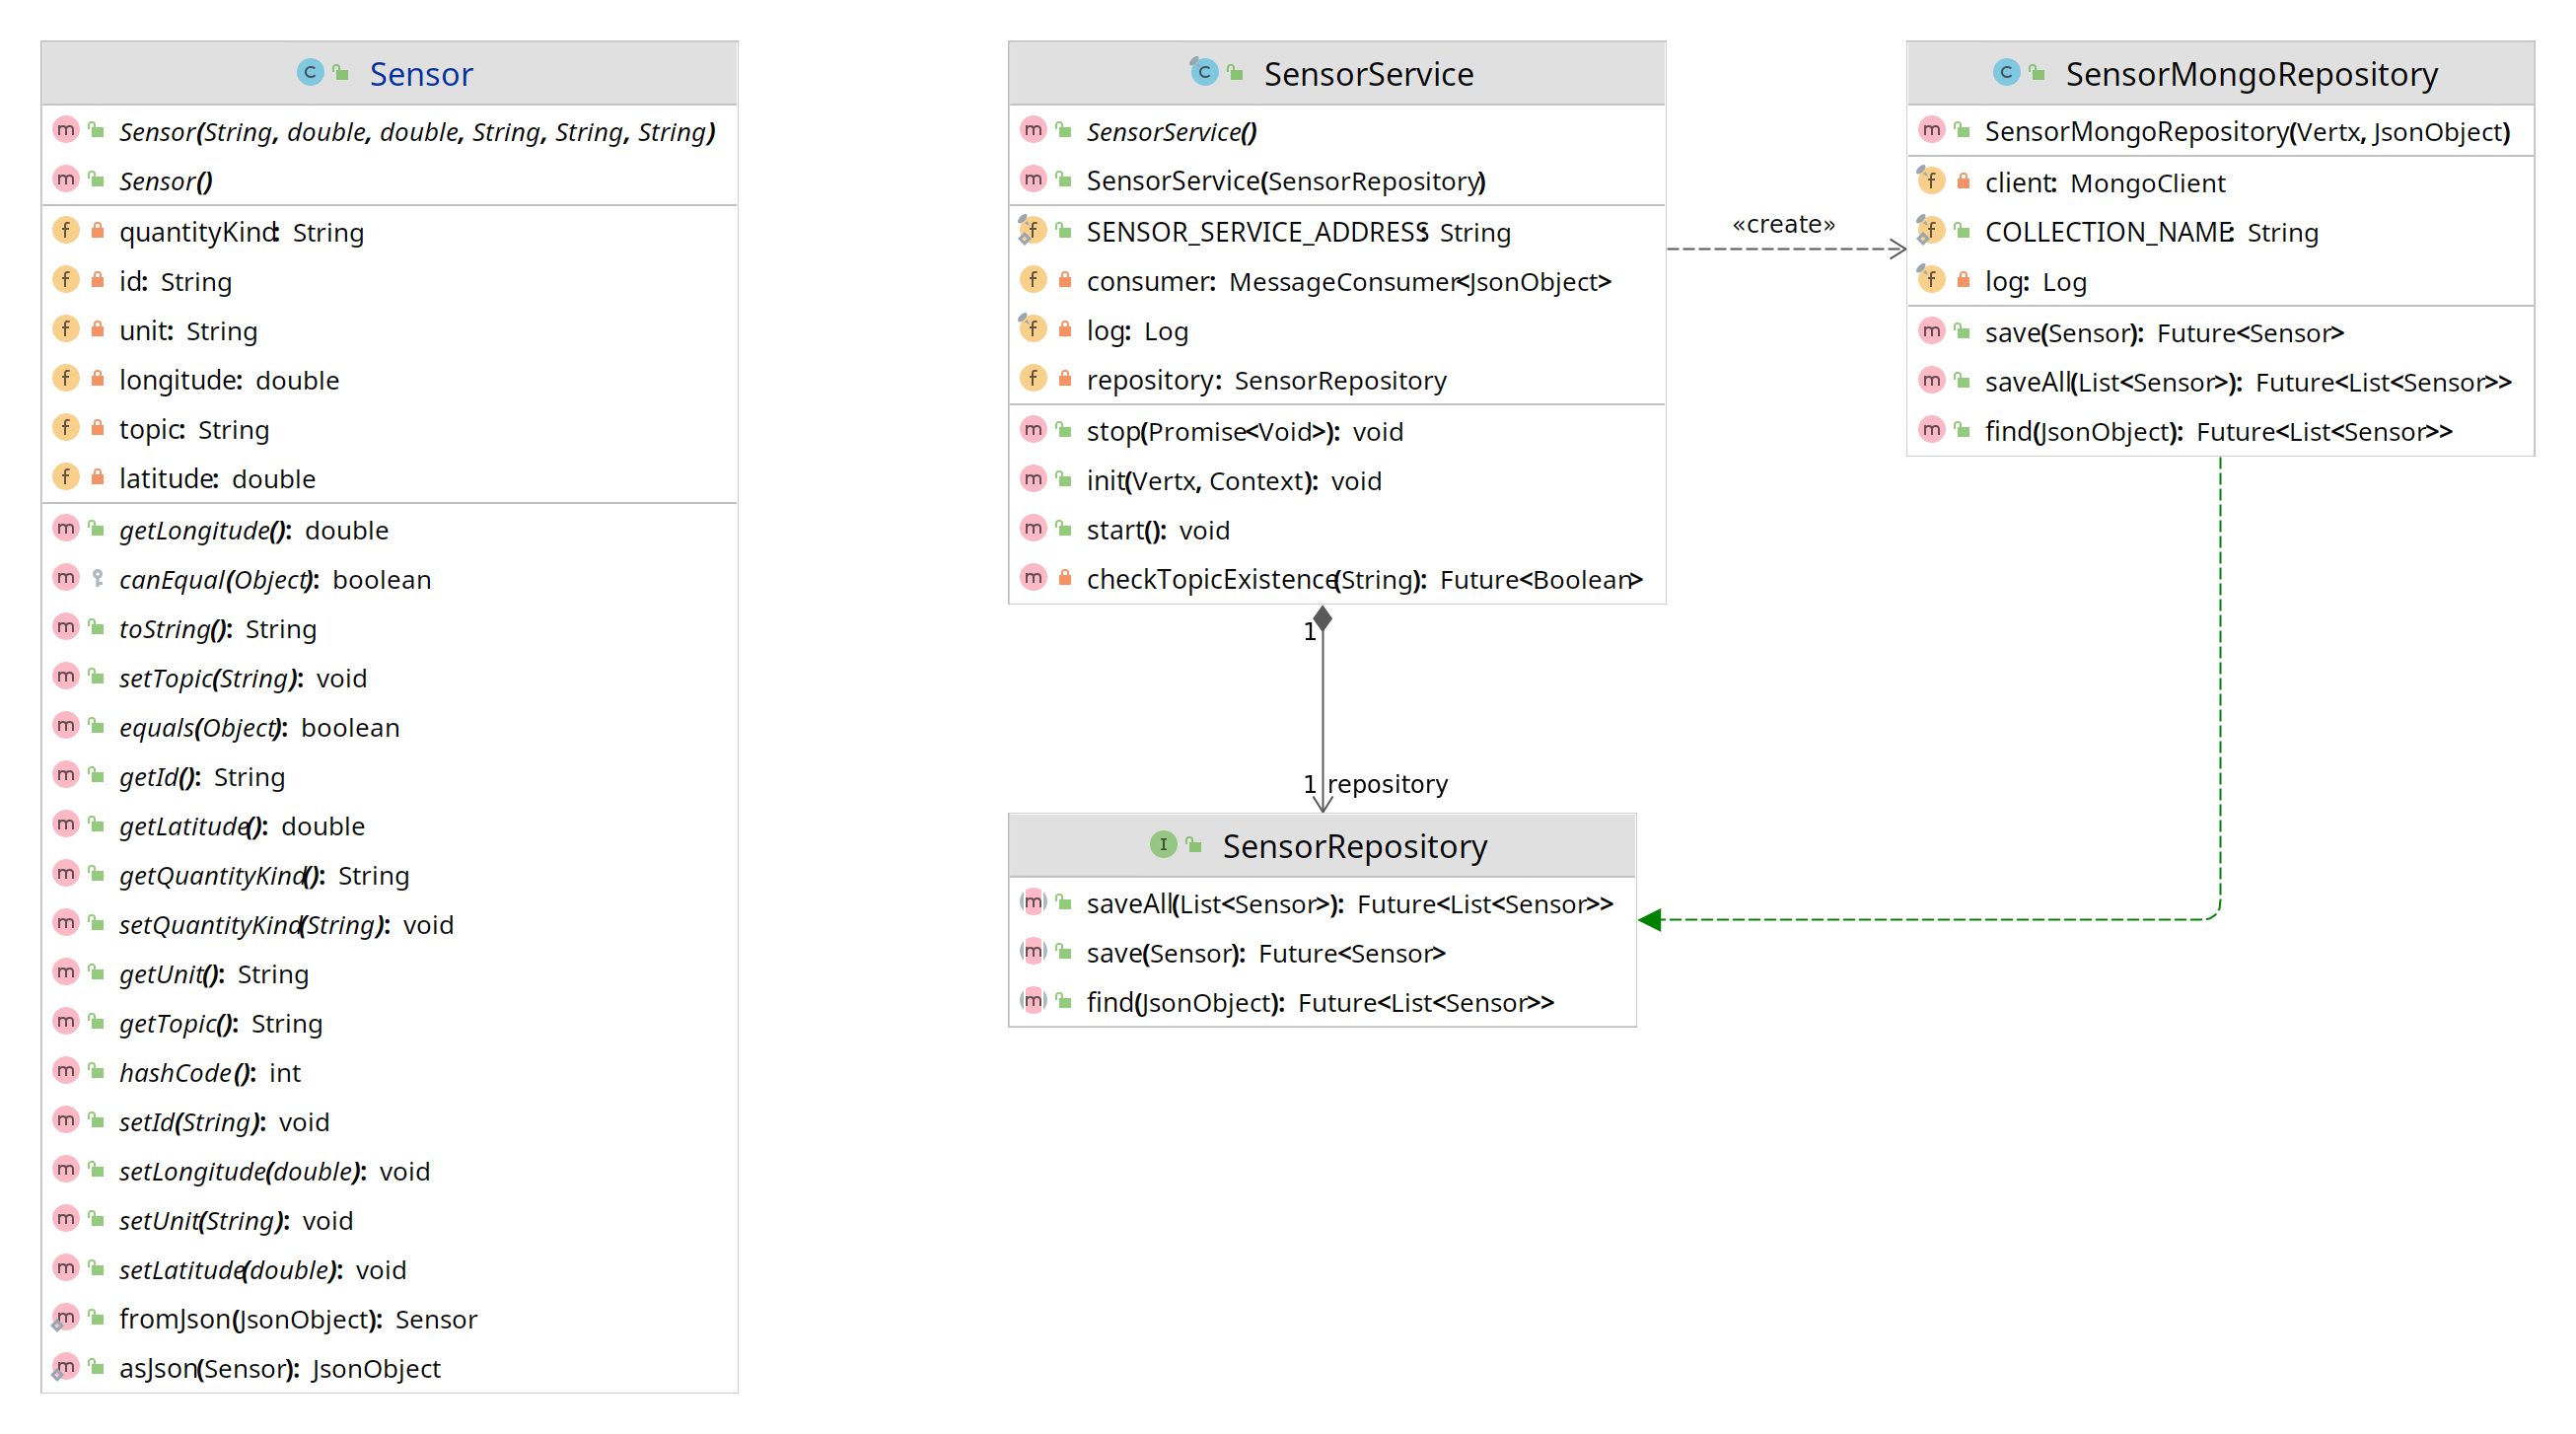 Sensor
Sensor(String, double, double, String, String, String)
Sensor()
quantityKind: String
id: String
unit: String
longitude: double
topic: String
latitude: double
getLongitude(): double
canEqual(Object): boolean
toString(): String
setTopic(String): void
equals(Object): boolean
getId(): String
getLatitude(): double
getQuantityKind(): String
setQuantityKind(String): void
getUnit(): String
getTopic(): String
hashCode(): int
setId(String): void
setLongitude(double): void
setUnit(String): void
setLatitude(double): void
fromJson(JsonObject): Sensor
asJson(Sensor): JsonObject
SensorService
SensorService()
SensorService(SensorRepository)
SENSOR_SERVICE_ADDRESS: String
consumer: MessageConsumer<JsonObject>
log: Log
repository: SensorRepository
stop(Promise<Void>): void
init(Vertx, Context): void
start(): void
checkTopicExistence(String): Future<Boolean>
«create»
SensorMongoRepository
SensorMongoRepository(Vertx, JsonObject)
client: MongoClient
COLLECTION_NAME: String
log: Log
save(Sensor): Future<Sensor>
saveAll(List<Sensor>): Future<List<Sensor>>
find(JsonObject): Future<List<Sensor>>
1
1 repository
SensorRepository
saveAll(List<Sensor>): Future<List<Sensor>>
save(Sensor): Future<Sensor>
find(JsonObject): Future<List<Sensor>>